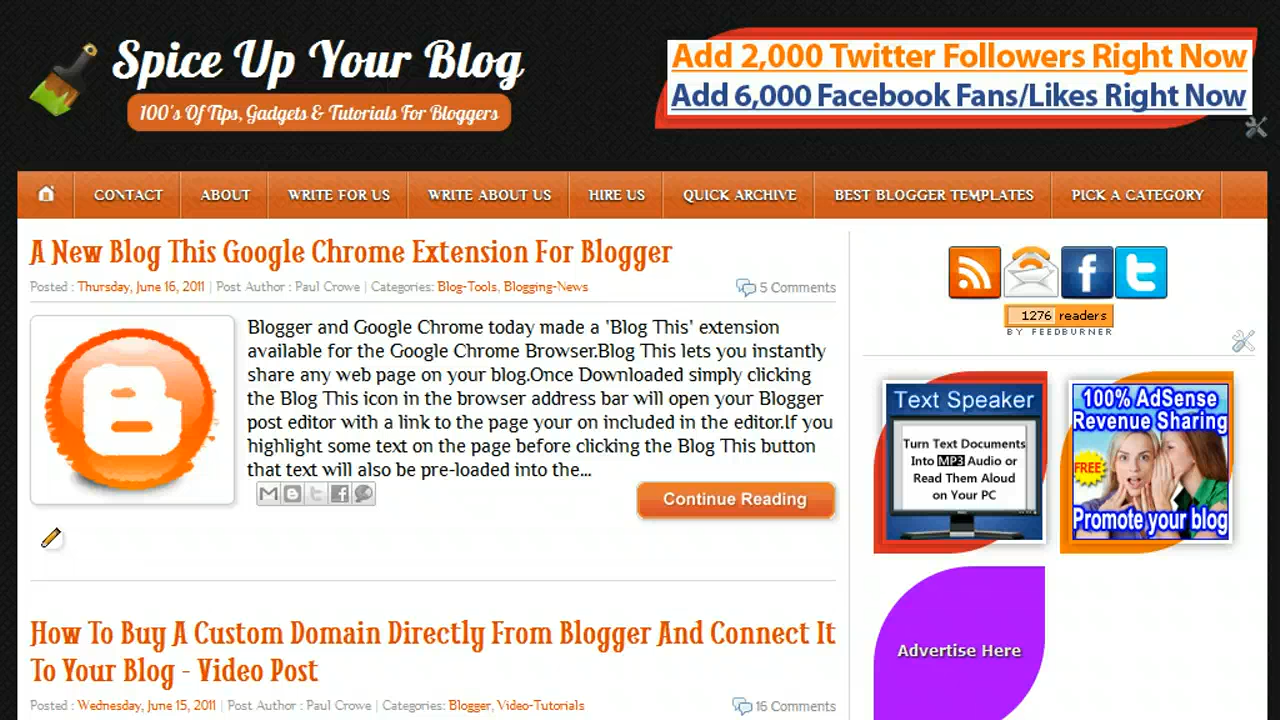 Spice Up Your Blog
100's Of Tips, Gadgets & Tutorials For Bloggers
Add 2,000 Twitter Followers Right Now
Add 6,000 Facebook Fans/Likes Right Now
CONTACT
ABOUT
WRITE FOR US
WRITE ABOUT US
HIRE US
QUICK ARCHIVE
BEST BLOGGER TEMPLATES
PICK A CATEGORY
A New Blog This Google Chrome Extension For Blogger
Posted : Thursday, June 16, 2011 | Post Author : Paul Crowe | Categories: Blog-Tools, Blogging-News
5 Comments
Blogger and Google Chrome today made a 'Blog This' extension
available for the Google Chrome Browser.Blog This lets you instantly
share any web page on your blog.Once Downloaded simply clicking
the Blog This icon in the browser address bar will open your Blogger
post editor with a link to the page your on included in the editor.If you
highlight some text on the page before clicking the Blog This button
that text will also be pre-loaded into the...
Continue Reading
How To Buy A Custom Domain Directly From Blogger And Connect It
To Your Blog - Video Post
Posted : Wednesday, June 15, 2011 | Post Author : Paul Crowe | Categories: Blogger, Video-Tutorials
16 Comments
1276 readers
BY FEEDBURNER
Text Speaker
Turn Text Documents
Into MP3 Audio or
Read Them Aloud
on Your PC
100% AdSense
Revenue Sharing
FREE
Promote your blog
Advertise Here